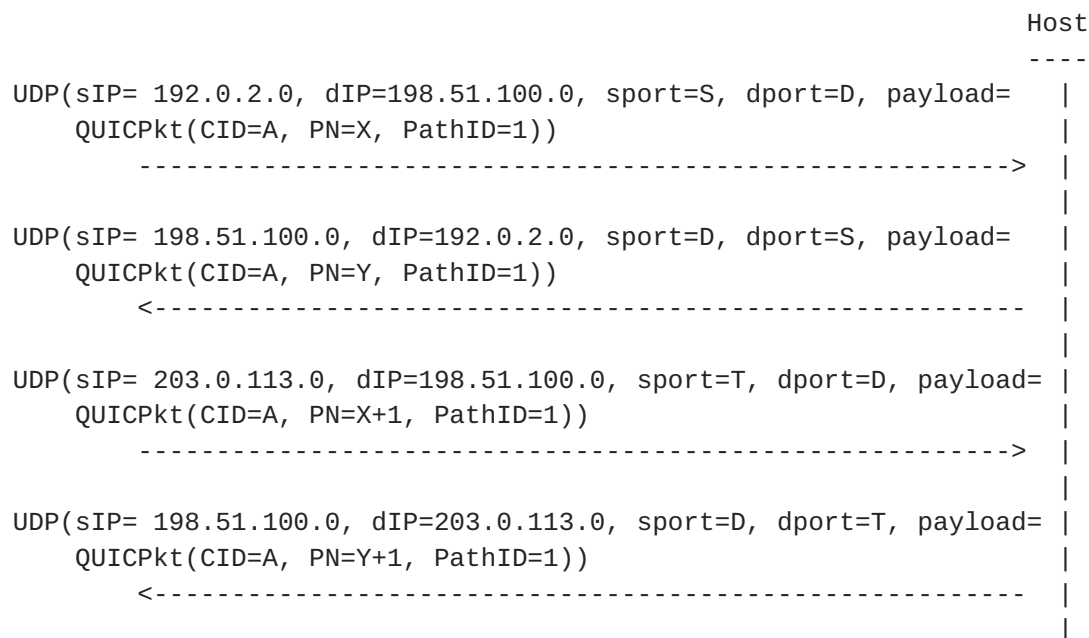 Host
----
UDP(sIP= 192.0.2.0, dIP=198.51.100.0, sport=S, dport=D, payload= |
QUICPkt(CID=A, PN=X, PathID=1)) |
--------------------------------------------------------> |
|
UDP(sIP= 198.51.100.0, dIP=192.0.2.0, sport=D, dport=S, payload= |
QUICPkt(CID=A, PN=Y, PathID=1)) |
<-------------------------------------------------------- |
|
UDP(sIP= 203.0.113.0, dIP=198.51.100.0, sport=T, dport=D, payload= |
QUICPkt(CID=A, PN=X+1, PathID=1)) |
--------------------------------------------------------> |
|
UDP(sIP= 198.51.100.0, dIP=203.0.113.0, sport=D, dport=T, payload= |
QUICPkt(CID=A, PN=Y+1, PathID=1)) |
<-------------------------------------------------------- |
|